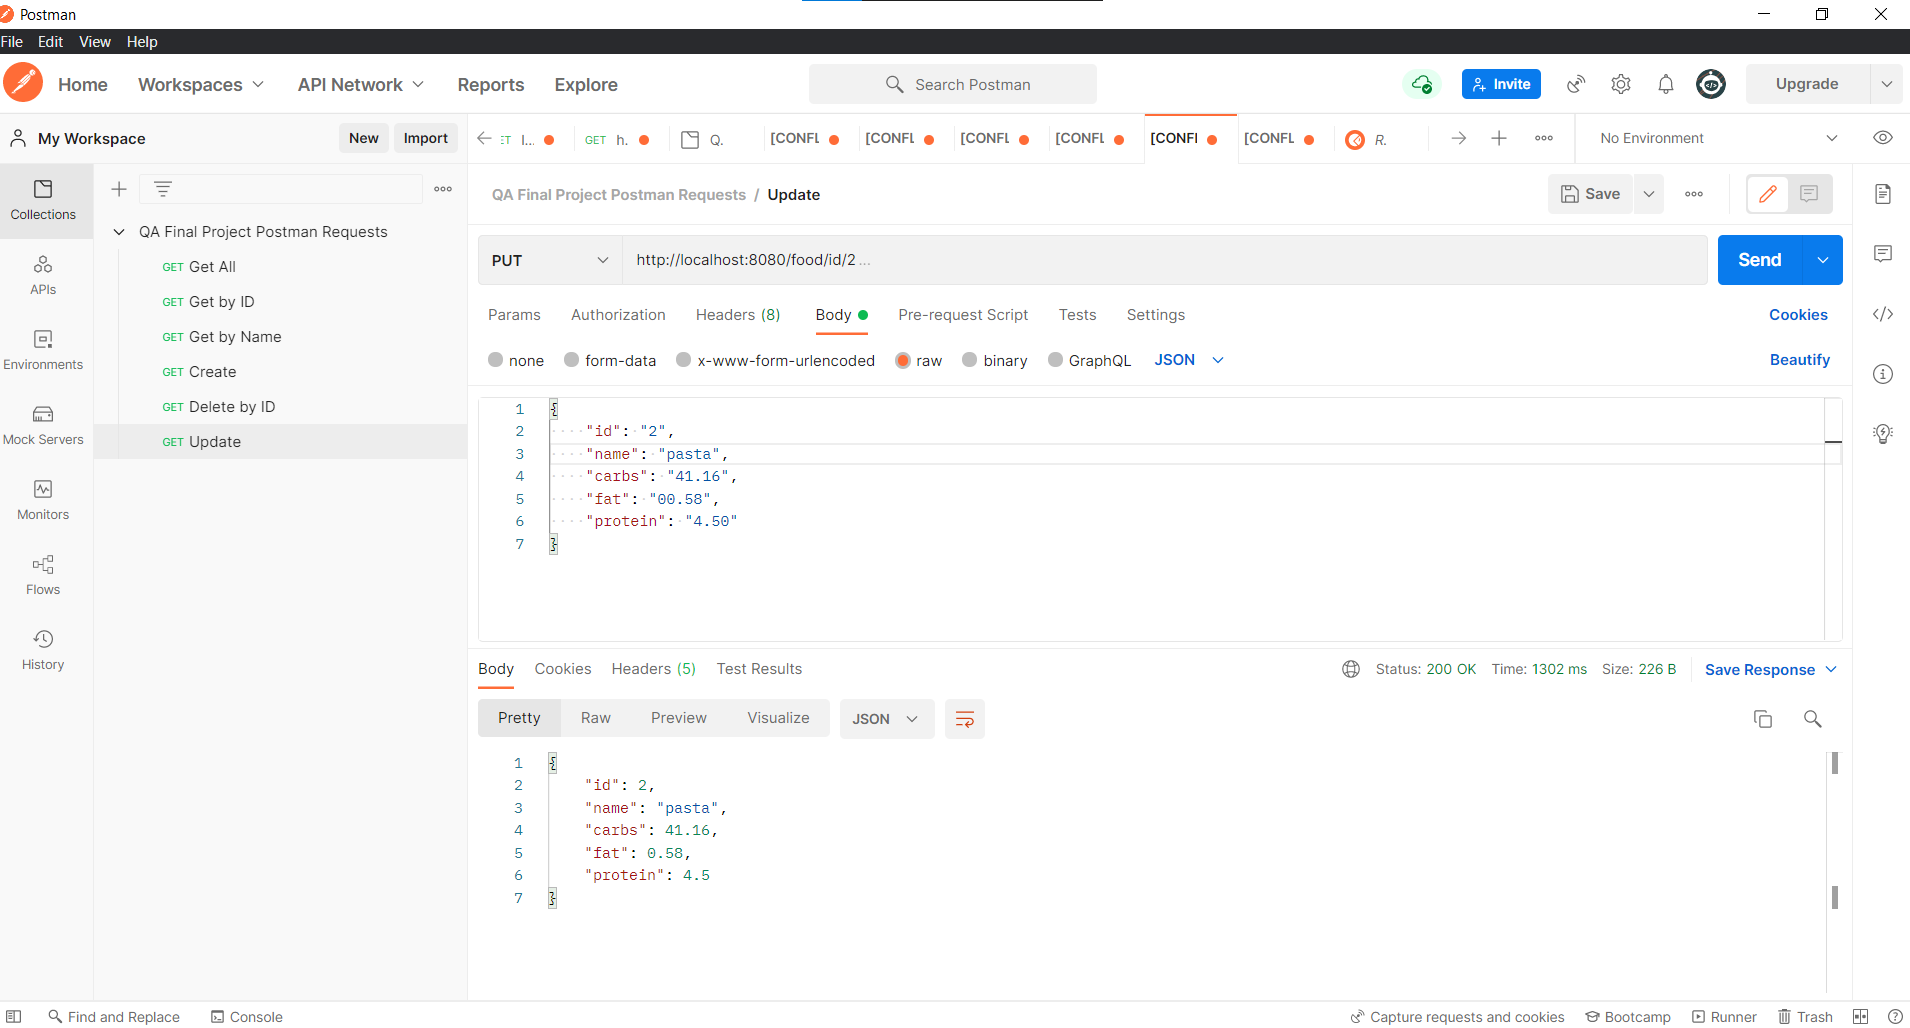 Postman
File Edit View Help
Home Workspaces API Network Reports Explore Search Postman Invite Upgrade
My Workspace New Import
ET I... GET h. Q. [CONFL [CONFL [CONFL [CONFL [CONFI [CONFL R. No Environment
Collections
APIs
Environments
Mock Servers
Monitors
Flows
History
QA Final Project Postman Requests
GET Get All
GET Get by ID
GET Get by Name
GET Create
GET Delete by ID
GET Update
QA Final Project Postman Requests / Update Save
PUT http://localhost:8080/food/id/2 ... Send
Params Authorization Headers (8) Body Pre-request Script Tests Settings Cookies
none form-data x-www-form-urlencoded raw binary GraphQL JSON Beautify
1 {
2 "id": "2",
3 "name": "pasta",
4 "carbs": "41.16",
5 "fat": "00.58",
6 "protein": "4.50"
7 }
Body Cookies Headers (5) Test Results Status: 200 OK Time: 1302 ms Size: 226 B Save Response
Pretty Raw Preview Visualize JSON
1 {
2 "id": 2,
3 "name": "pasta",
4 "carbs": 41.16,
5 "fat": 0.58,
6 "protein": 4.5
7 }
Find and Replace Console Capture requests and cookies Bootcamp Runner Trash